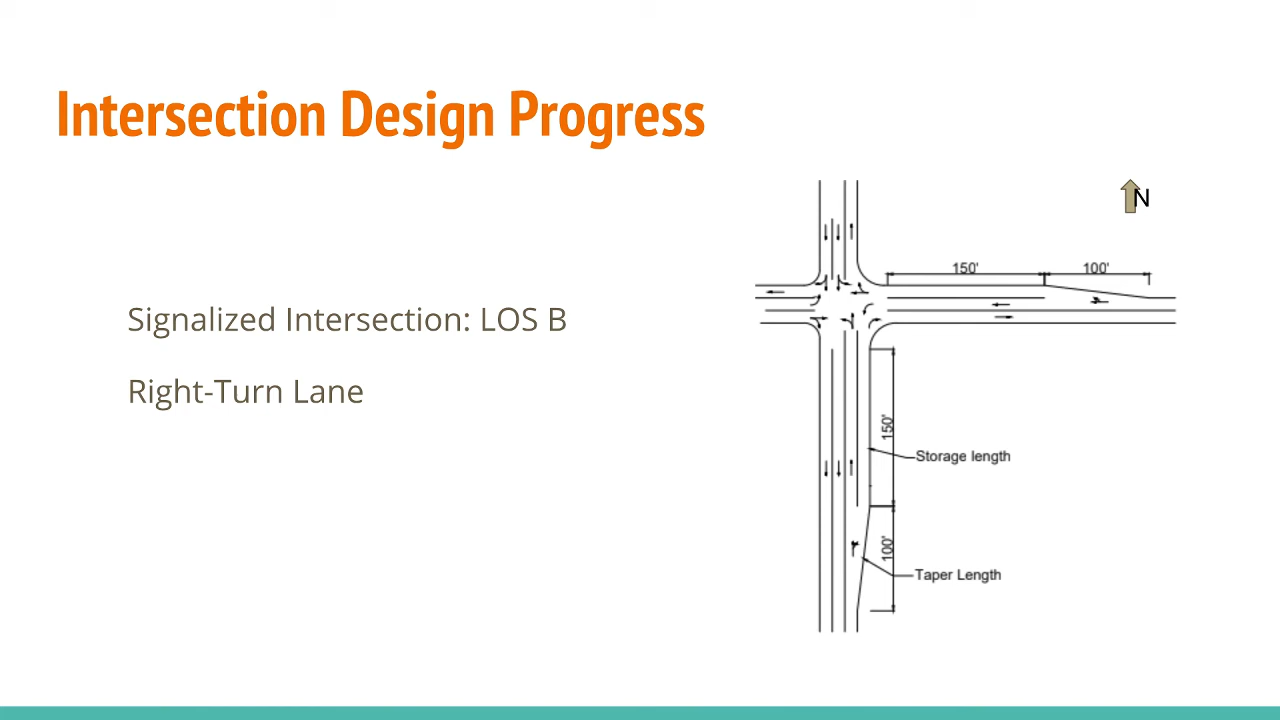 Intersection Design Progress
N
150'
100'
Signalized Intersection: LOS B
Right-Turn Lane
150'
Storage length
100'
Taper Length